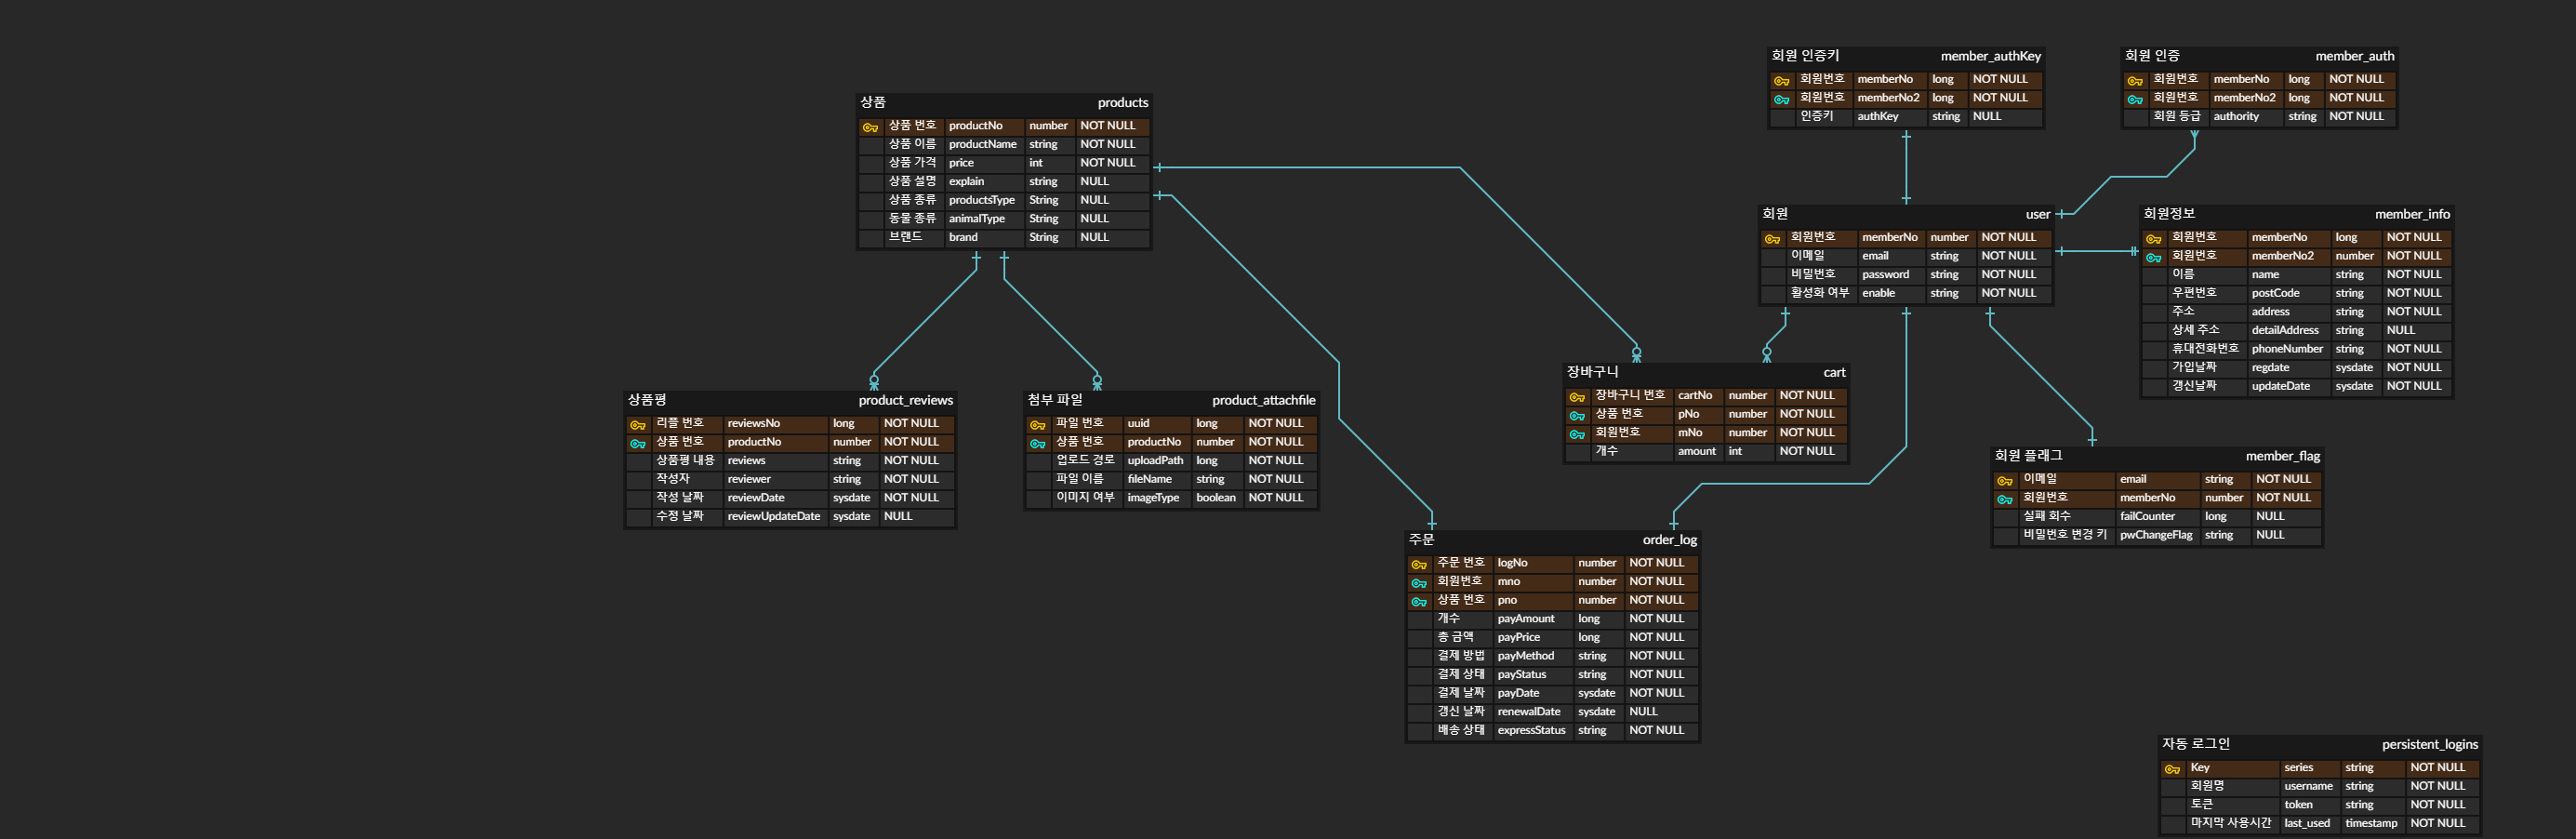 상품 products
상품 번호 productNo number NOT NULL
상품 이름 productName string NOT NULL
상품 가격 price int NOT NULL
상품 설명 explain string NULL
상품 종류 productsType String NULL
동물 종류 animalType String NULL
브랜드 brand String NULL
회원 인증키 member_authKey
회원번호 memberNo long NOT NULL
회원번호 memberNo2 long NOT NULL
인증키 authKey string NULL
회원 인증 member_auth
회원번호 memberNo long NOT NULL
회원번호 memberNo2 long NOT NULL
회원 등급 authority string NOT NULL
회원 user
회원번호 memberNo number NOT NULL
이메일 email string NOT NULL
비밀번호 password string NOT NULL
활성화 여부 enable string NOT NULL
회원정보 member_info
회원번호 memberNo long NOT NULL
회원번호 memberNo2 number NOT NULL
이름 name string NOT NULL
우편번호 postCode string NOT NULL
주소 address string NOT NULL
상세 주소 detailAddress string NULL
휴대전화번호 phoneNumber string NOT NULL
가입날짜 regdate sysdate NOT NULL
갱신날짜 updateDate sysdate NOT NULL
상품평 product_reviews
리플 번호 reviewsNo long NOT NULL
상품 번호 productNo number NOT NULL
상품평 내용 reviews string NOT NULL
작성자 reviewer string NOT NULL
작성 날짜 reviewDate sysdate NOT NULL
수정 날짜 reviewUpdateDate sysdate NULL
첨부 파일 product_attachfile
파일 번호 uuid long NOT NULL
상품 번호 productNo number NOT NULL
업로드 경로 uploadPath long NOT NULL
파일 이름 fileName string NOT NULL
이미지 여부 imageType boolean NOT NULL
장바구니 cart
장바구니 번호 cartNo number NOT NULL
상품 번호 pNo number NOT NULL
회원번호 mNo number NOT NULL
개수 amount int NOT NULL
회원 플래그 member_flag
이메일 email string NOT NULL
회원번호 memberNo number NOT NULL
실패 회수 failCounter long NULL
비밀번호 변경 키 pwChangeFlag string NULL
주문 order_log
주문 번호 logNo number NOT NULL
회원번호 mno number NOT NULL
상품 번호 pno number NOT NULL
개수 payAmount long NOT NULL
총 금액 payPrice long NOT NULL
결제 방법 payMethod string NOT NULL
결제 상태 payStatus string NOT NULL
결제 날짜 payDate sysdate NOT NULL
갱신 날짜 renewalDate sysdate NULL
배송 상태 expressStatus string NOT NULL
자동 로그인 persistent_logins
Key series string NOT NULL
회원명 username string NOT NULL
토큰 token string NOT NULL
마지막 사용시간 last_used timestamp NOT NULL